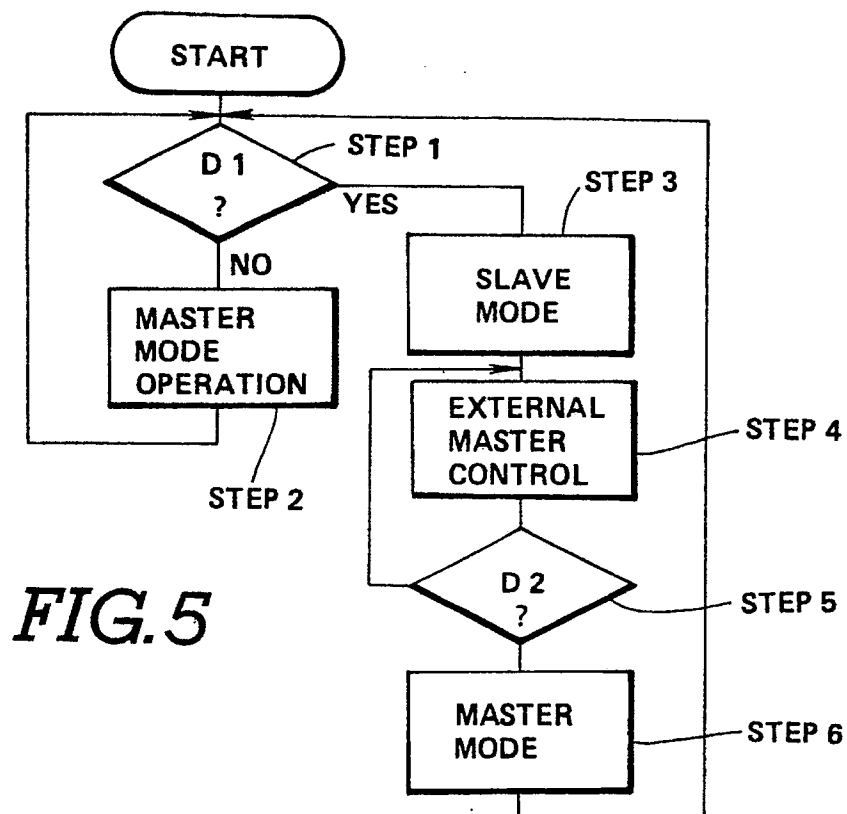 START
D 1
?
STEP 1
YES
NO
MASTER
MODE
OPERATION
STEP 2
STEP 3
SLAVE
MODE
EXTERNAL
MASTER
CONTROL
STEP 4
D 2
?
STEP 5
MASTER
MODE
STEP 6
FIG.5